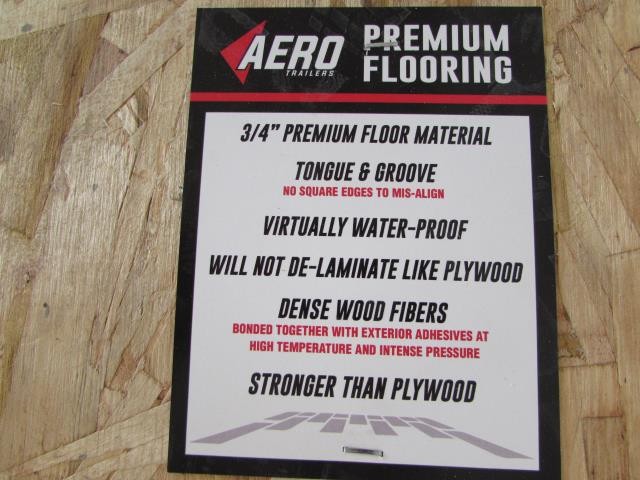 AERO
TRAILERS
PREMIUM
FLOORING
3/4” PREMIUM FLOOR MATERIAL
TONGUE & GROOVE
NO SQUARE EDGES TO MIS-ALIGN
VIRTUALLY WATER-PROOF
WILL NOT DE-LAMINATE LIKE PLYWOOD
DENSE WOOD FIBERS
BONDED TOGETHER WITH EXTERIOR ADHESIVES AT
HIGH TEMPERATURE AND INTENSE PRESSURE
STRONGER THAN PLYWOOD